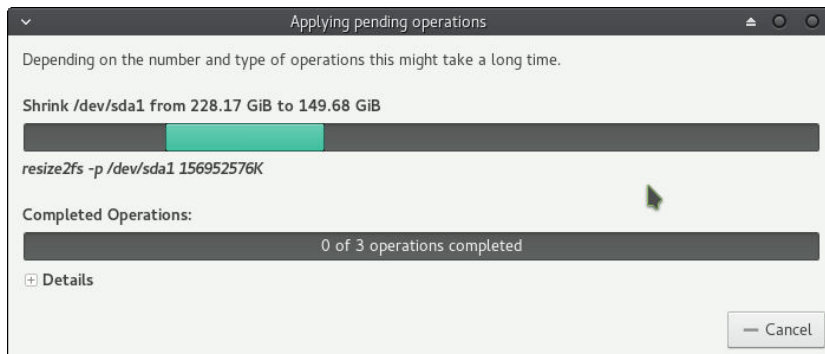 Applying pending operations
Depending on the number and type of operations this might take a long time.
Shrink /dev/sda1 from 228.17 GiB to 149.68 GiB
resize2fs -p /dev/sda1 156952576K
Completed Operations:
0 of 3 operations completed
Details
Cancel